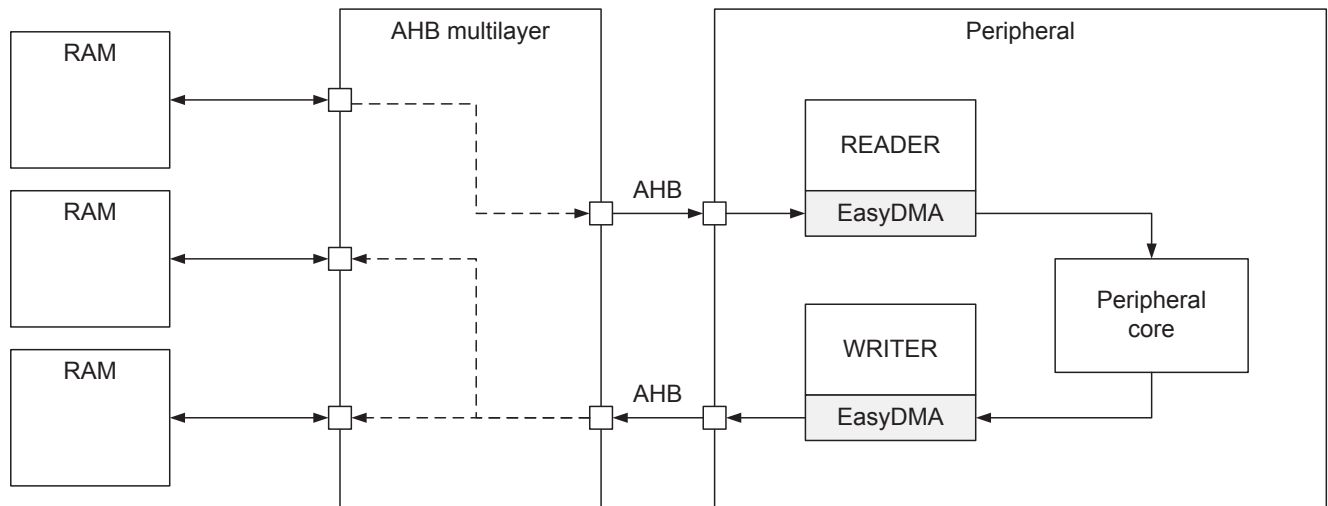 AHB multilayer
Peripheral
RAM
READER
EasyDMA
AHB
RAM
Peripheral
core
WRITER
EasyDMA
AHB
RAM